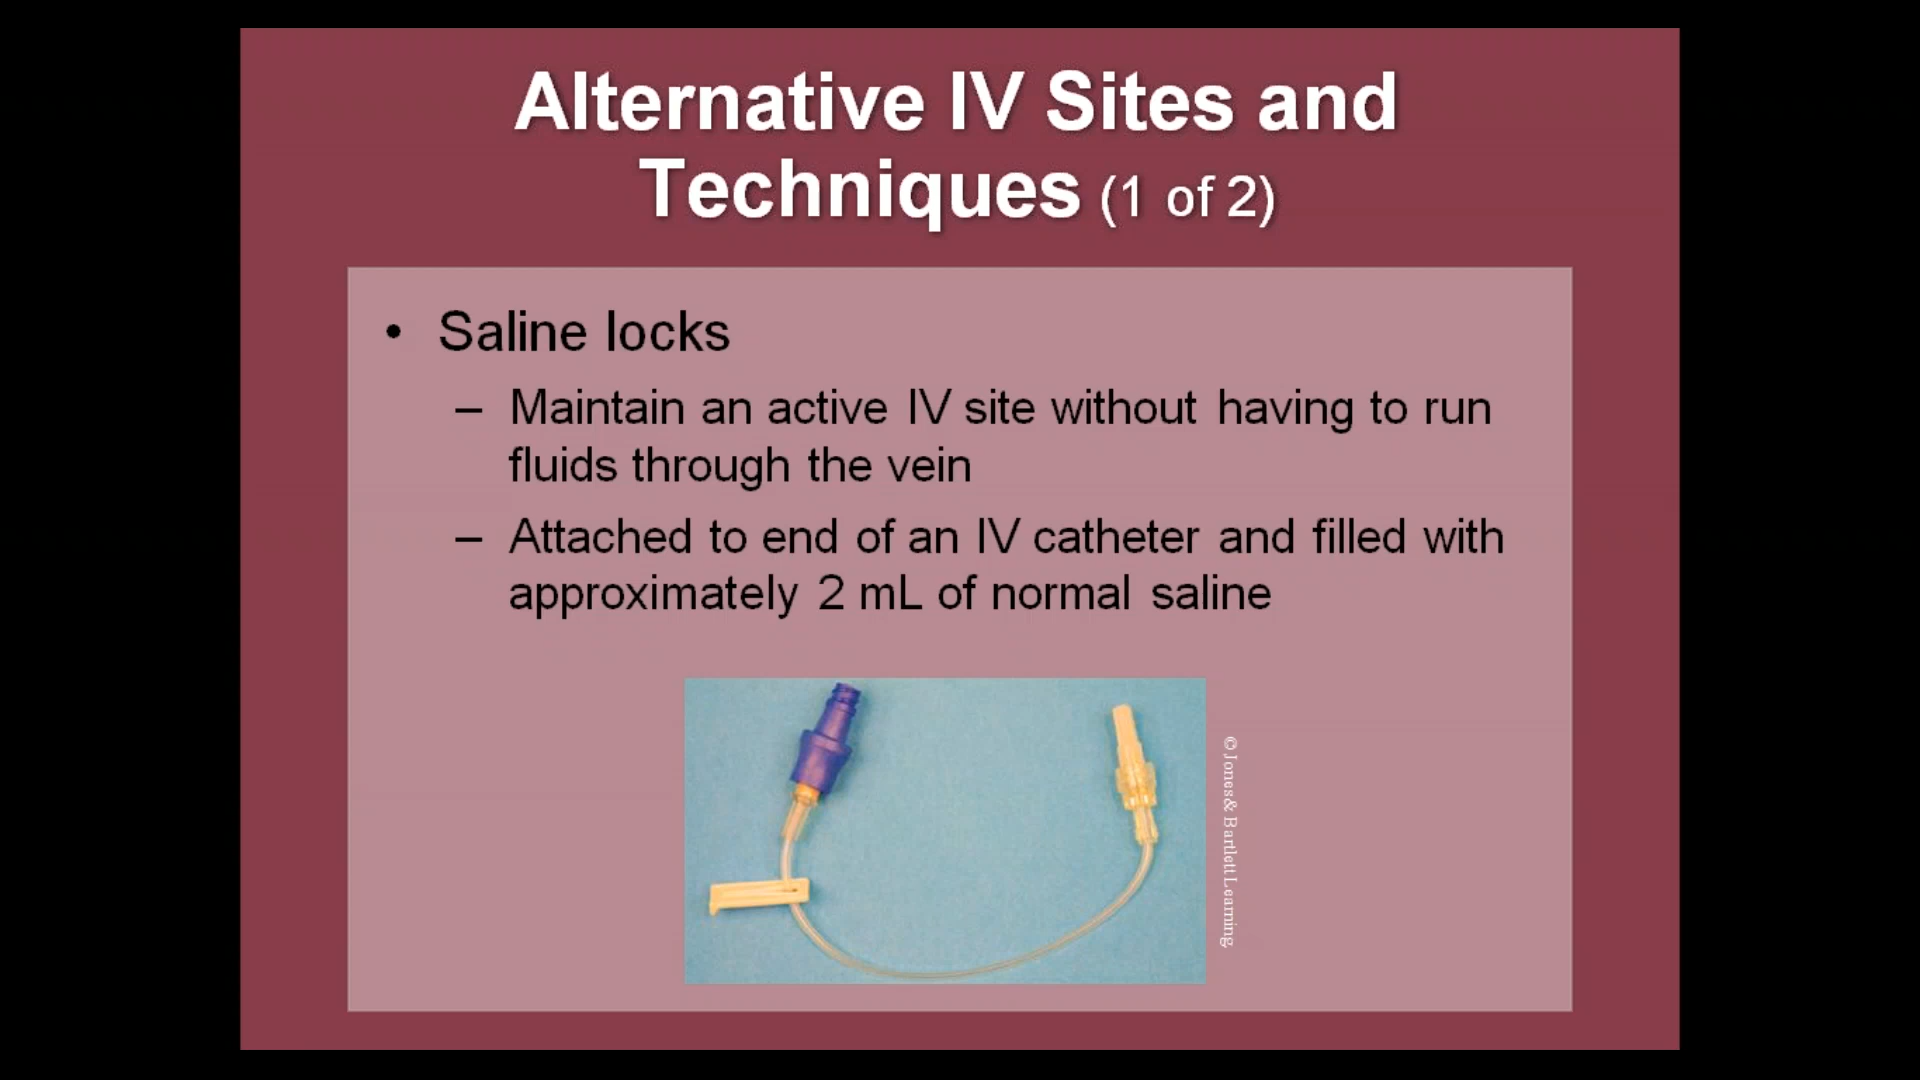 Alternative IV Sites and
Techniques (1 of 2)
• Saline locks
– Maintain an active IV site without having to run
fluids through the vein
– Attached to end of an IV catheter and filled with
approximately 2 mL of normal saline
© Jones & Bartlett Learning